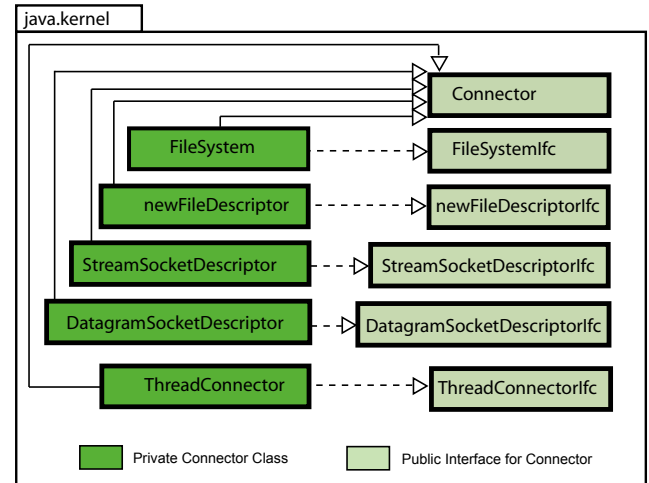 java.kernel
Connector
FileSystem
FileSystemIfc
newFileDescriptor
newFileDescriptorIfc
StreamSocketDescriptor
StreamSocketDescriptorIfc
DatagramSocketDescriptor
DatagramSocketDescriptorIfc
ThreadConnector
ThreadConnectorIfc
Private Connector Class
Public Interface for Connector